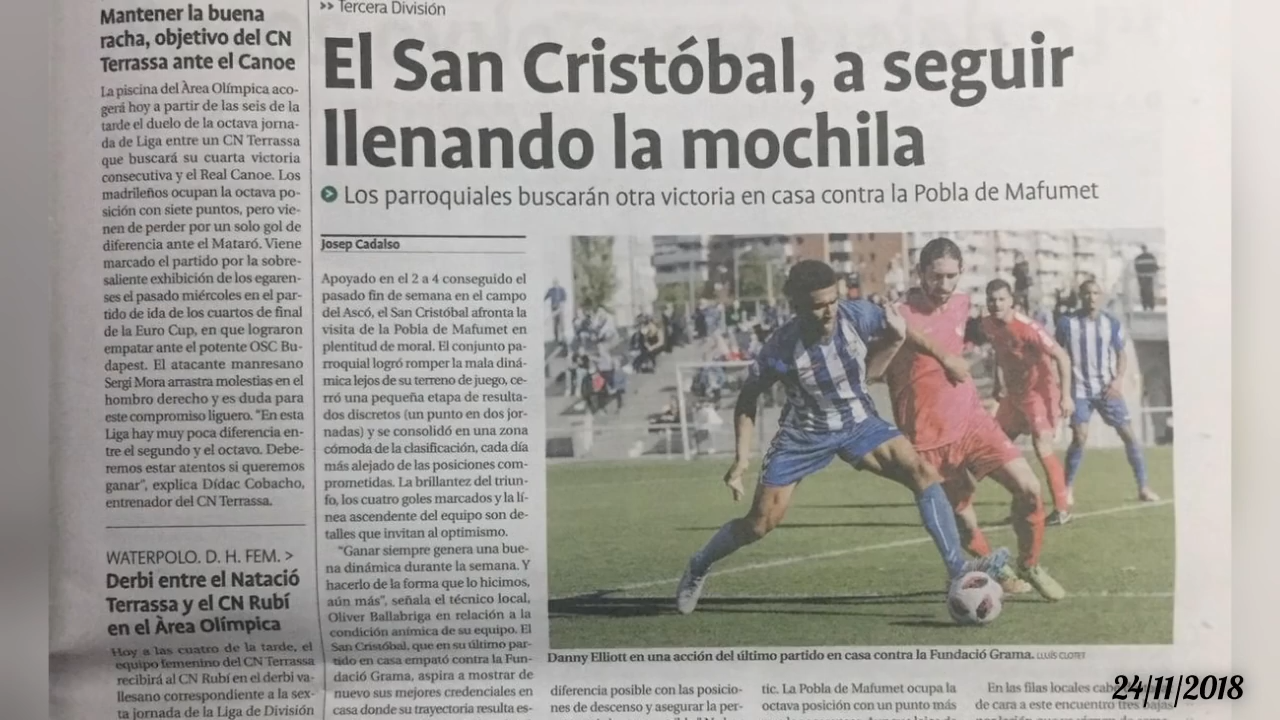 Mantener la buena
racha, objetivo del CN
Terrassa ante el Canoe
La piscina del Àrea Olímpica aco-
gerá hoy a partir de las seis de la
tarde el duelo de la octava jorna-
da de Liga entre un CN Terrassa
que buscará su cuarta victoria
consecutiva y el Real Canoe. Los
madrileños ocupan la octava po-
sición con siete puntos, pero vie-
nen de perder por un solo gol de
diferencia ante el Mataró. Viene
marcado el partido por la sobre-
saliente exhibición de los egaren-
ses el pasado miércoles en el par-
tido de ida de los cuartos de final
de la Euro Cup, en que lograron
empatar ante el potente OSC Bu-
dapest. El atacante manresano
Sergi Mora arrastra molestias en el
hombro derecho y es duda para
este compromiso liguero. "En esta
Liga hay muy poca diferencia en-
tre el segundo y el octavo. Debe-
remos estar atentos si queremos
ganar", explica Dídac Cobacho,
entrenador del CN Terrassa.
WATERPOLO. D. H. FEM. >
Derbi entre el Natació
Terrassa y el CN Rubí
en el Àrea Olímpica
Hoy a las cuatro de la tarde, el
equipo femenino del CN Terrassa
recibirá al CN Rubí en el derbi va-
llesano correspondiente a la sex-
ta jornada de la Liga de División
>> Tercera División
El San Cristóbal, a seguir
llenando la mochila
Los parroquiales buscarán otra victoria en casa contra la Pobla de Mafumet
Josep Cadalso
Apoyado en el 2 a 4 conseguido el
pasado fin de semana en el campo
del Ascó, el San Cristóbal afronta la
visita de la Pobla de Mafumet en
plenitud de moral. El conjunto pa-
rroquial logró romper la mala diná-
mica lejos de su terreno de juego, ce-
rró una pequeña etapa de resulta-
dos discretos (un punto en dos jor-
nadas) y se consolidó en una zona
cómoda de la clasificación, cada día
más alejado de las posiciones com-
prometidas. La brillantez del triun-
fo, los cuatro goles marcados y la lí-
nea ascendente del equipo son de-
talles que invitan al optimismo.
"Ganar siempre genera una bue-
na dinámica durante la semana. Y
hacerlo de la forma que lo hicimos,
aún más", señala el técnico local,
Oliver Ballabriga en relación a la
condición anímica de su equipo. El
San Cristóbal, que en su último par-
tido en casa empató contra la Fun-
dació Grama, aspira a mostrar de
nuevo sus mejores credenciales en
casa donde su trayectoria resulta es-
Danny Elliott en una acción del último partido en casa contra la Fundació Grama. LLUÍS CLOTET
diferencia posible con las posicio-
nes de descenso y asegurar la per-
tic. La Pobla de Mafumet ocupa la
octava posición con un punto más
En las filas locales
de cara a este encuentro tres bajas
24/11/2018